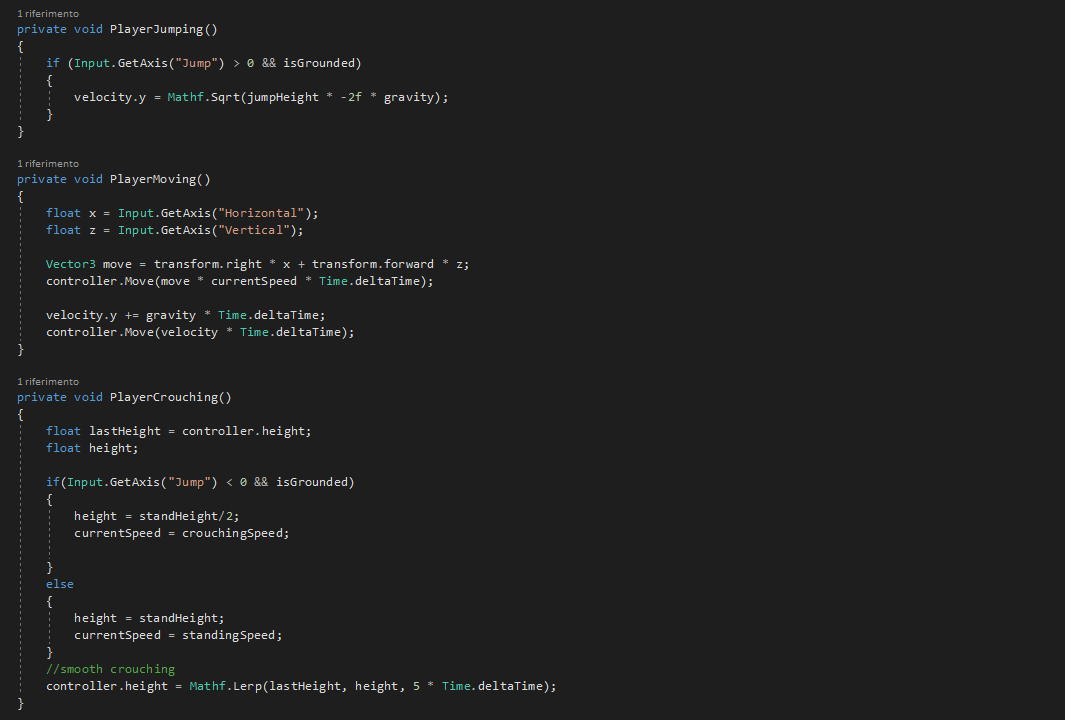 1 riferimento
private void PlayerJumping()
{
    if (Input.GetAxis("Jump") > 0 && isGrounded)
    {
        velocity.y = Mathf.Sqrt(jumpHeight * -2f * gravity);
    }
}
1 riferimento
private void PlayerMoving()
{
    float x = Input.GetAxis("Horizontal");
    float z = Input.GetAxis("Vertical");
    Vector3 move = transform.right * x + transform.forward * z;
    controller.Move(move * currentSpeed * Time.deltaTime);
    velocity.y += gravity * Time.deltaTime;
    controller.Move(velocity * Time.deltaTime);
}
1 riferimento
private void PlayerCrouching()
{
    float lastHeight = controller.height;
    float height;
    if(Input.GetAxis("Jump") < 0 && isGrounded)
    {
        height = standHeight/2;
        currentSpeed = crouchingSpeed;
    }
    else
    {
        height = standHeight;
        currentSpeed = standingSpeed;
    }
    //smooth crouching
    controller.height = Mathf.Lerp(lastHeight, height, 5 * Time.deltaTime);
}